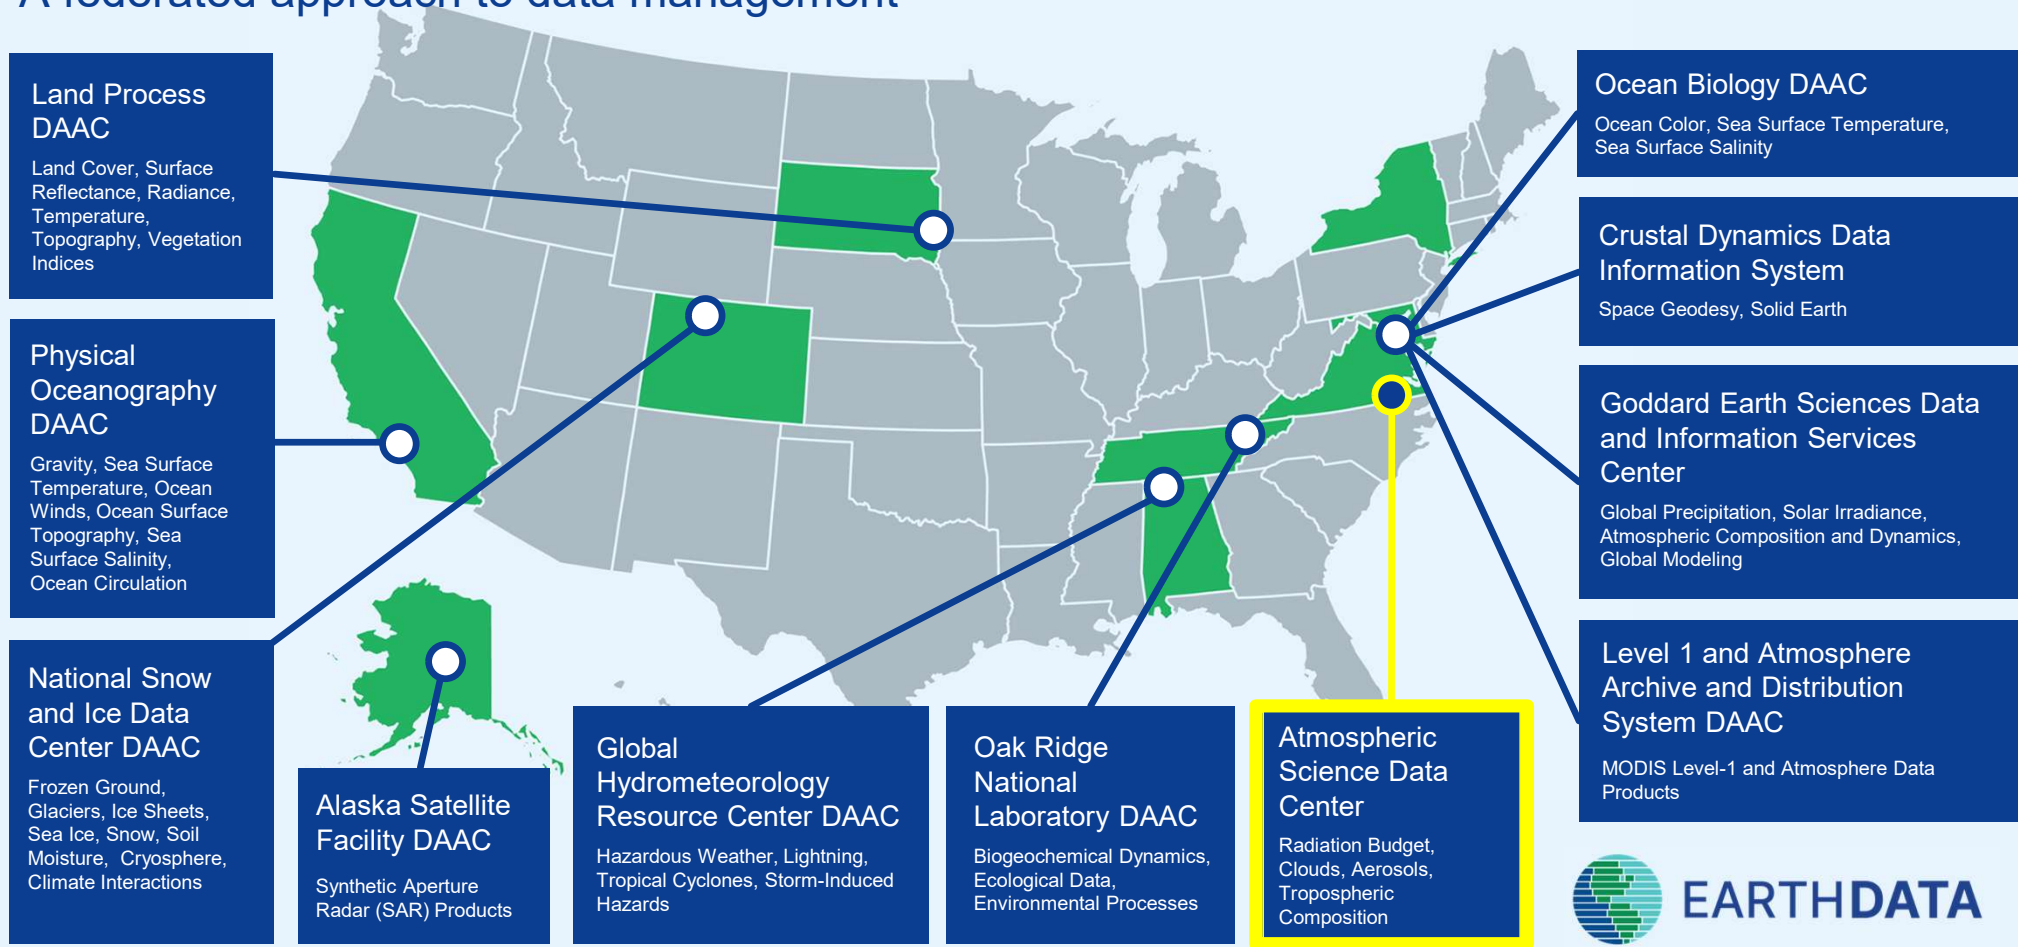 A federated approach to data management
Land Process
DAAC
Land Cover, Surface
Reflectance, Radiance,
Temperature,
Topography, Vegetation
Indices
Physical
Oceanography
DAAC
Gravity, Sea Surface
Temperature, Ocean
Winds, Ocean Surface
Topography, Sea
Surface Salinity,
Ocean Circulation
National Snow
and Ice Data
Center DAAC
Frozen Ground,
Glaciers, Ice Sheets,
Sea Ice, Snow, Soil
Moisture, Cryosphere,
Climate Interactions
Alaska Satellite
Facility DAAC
Synthetic Aperture
Radar (SAR) Products
Global
Hydrometeorology
Resource Center DAAC
Hazardous Weather, Lightning,
Tropical Cyclones, Storm-Induced
Hazards
Oak Ridge
National
Laboratory DAAC
Biogeochemical Dynamics,
Ecological Data,
Environmental Processes
Atmospheric
Science Data
Center
Radiation Budget,
Clouds, Aerosols,
Tropospheric
Composition
Ocean Biology DAAC
Ocean Color, Sea Surface Temperature,
Sea Surface Salinity
Crustal Dynamics Data
Information System
Space Geodesy, Solid Earth
Goddard Earth Sciences Data
and Information Services
Center
Global Precipitation, Solar Irradiance,
Atmospheric Composition and Dynamics,
Global Modeling
Level 1 and Atmosphere
Archive and Distribution
System DAAC
MODIS Level-1 and Atmosphere Data
Products
EARTHDATA